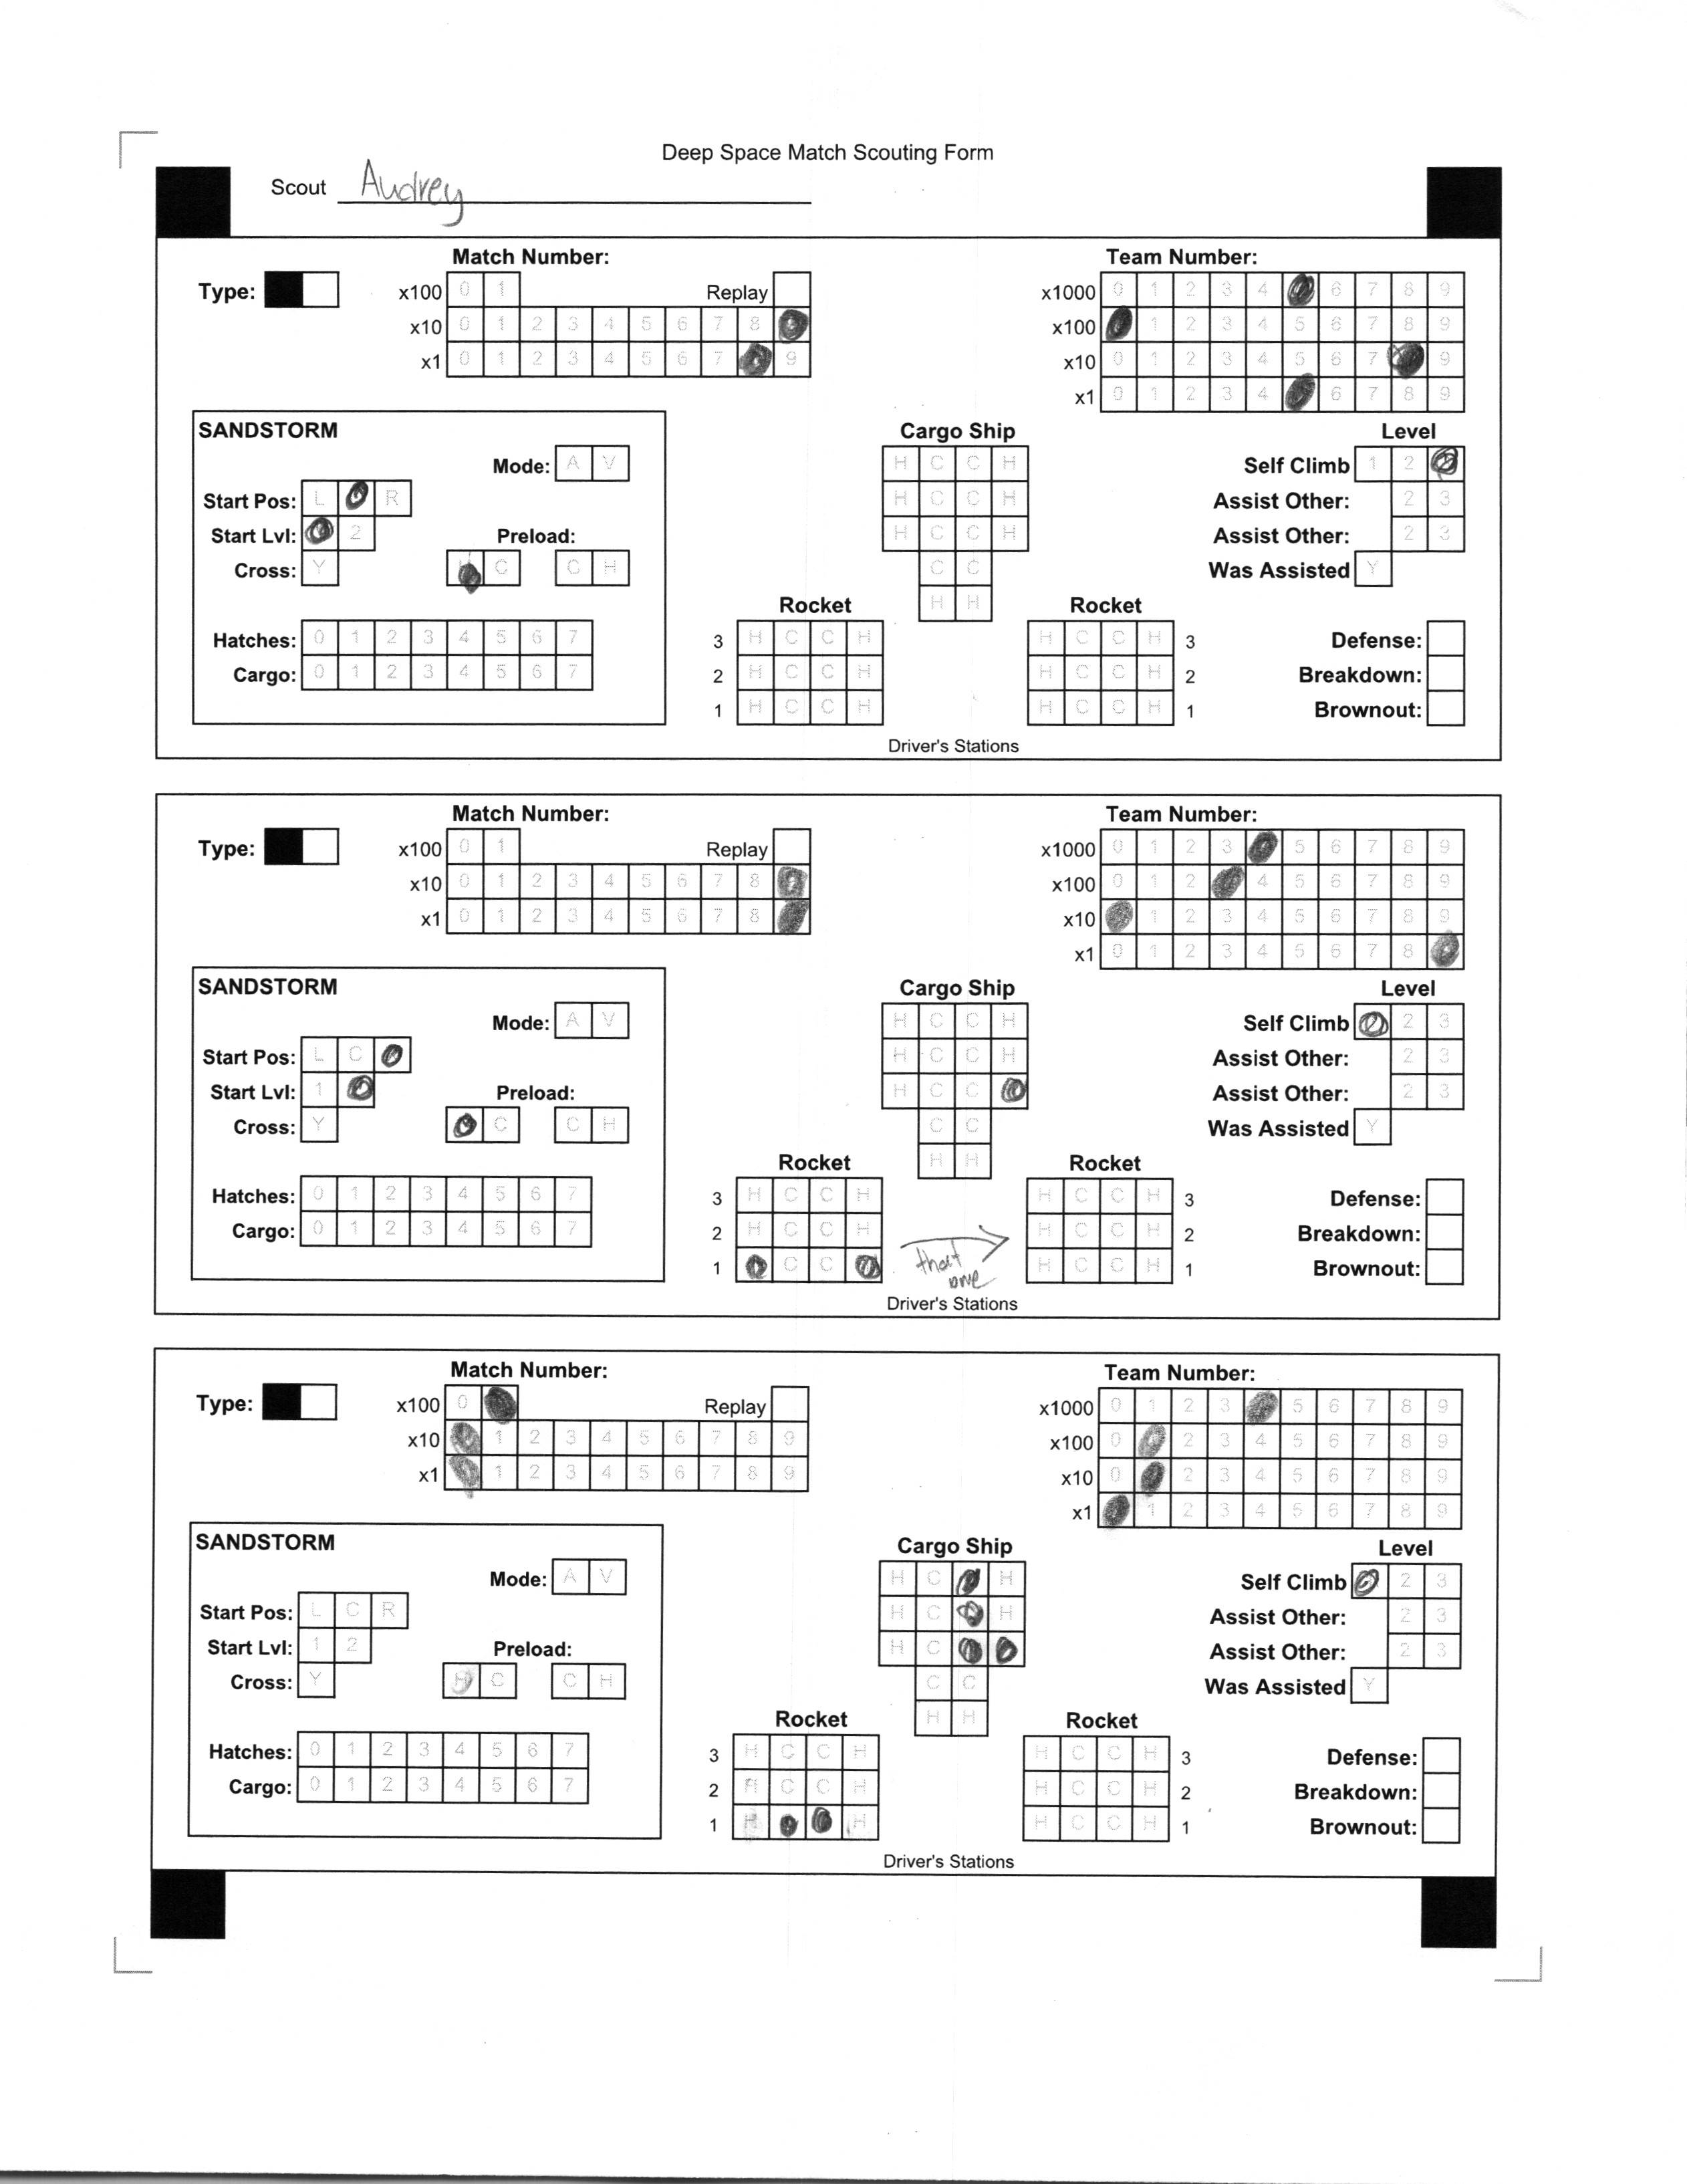 Deep Space Match Scouting Form
Scout Audrey
Match Number: Team Number:
Type: x100 0 1 Replay x1000 0 1 2 3 4 6 7 8 9
x10 0 1 2 3 4 5 6 7 8 x100 1 2 3 4 5 6 7 8 9
x1 0 1 2 3 4 5 6 7 9 x10 0 1 2 3 4 5 6 7 9
x1 0 1 2 3 4 6 7 8 9
SANDSTORM Cargo Ship Level
Mode: A V H C C H Self Climb 1 2
Start Pos: L R H C C H Assist Other: 2 3
Start Lvl: 2 Preload: H C C H Assist Other: 2 3
Cross: Y C C H C C Was Assisted Y
Rocket H H Rocket
Hatches: 0 1 2 3 4 5 6 7 3 H C C H H C C H 3 Defense:
Cargo: 0 1 2 3 4 5 6 7 2 H C C H H C C H 2 Breakdown:
1 H C C H H C C H 1 Brownout:
Driver's Stations
Match Number: Team Number:
Type: x100 0 1 Replay x1000 0 1 2 3 5 6 7 8 9
x10 0 1 2 3 4 5 6 7 8 x100 0 1 2 4 5 6 7 8 9
x1 0 1 2 3 4 5 6 7 8 x10 1 2 3 4 5 6 7 8 9
x1 0 1 2 3 4 5 6 7 8
SANDSTORM Cargo Ship Level
Mode: A V H C C H Self Climb 2 3
Start Pos: L C H C C H Assist Other: 2 3
Start Lvl: 1 Preload: H C C Assist Other: 2 3
Cross: Y C C H C C Was Assisted Y
Rocket H H Rocket
Hatches: 0 1 2 3 4 5 6 7 3 H C C H H C C H 3 Defense:
Cargo: 0 1 2 3 4 5 6 7 2 H C C H H C C H 2 Breakdown:
1 C C that one H C C H 1 Brownout:
Driver's Stations
Match Number: Team Number:
Type: x100 0 Replay x1000 0 1 2 3 5 6 7 8 9
x10 1 2 3 4 5 6 7 8 9 x100 0 2 3 4 5 6 7 8 9
x1 1 2 3 4 5 6 7 8 9 x10 0 2 3 4 5 6 7 8 9
x1 1 2 3 4 5 6 7 8 9
SANDSTORM Cargo Ship Level
Mode: A V H C H Self Climb 2 3
Start Pos: L C R H C H Assist Other: 2 3
Start Lvl: 1 2 Preload: H C Assist Other: 2 3
Cross: Y H C C H C C Was Assisted Y
Rocket H H Rocket
Hatches: 0 1 2 3 4 5 6 7 3 H C C H H C C H 3 Defense:
Cargo: 0 1 2 3 4 5 6 7 2 H C C H H C C H 2 Breakdown:
1 H H H C C H 1 Brownout:
Driver's Stations